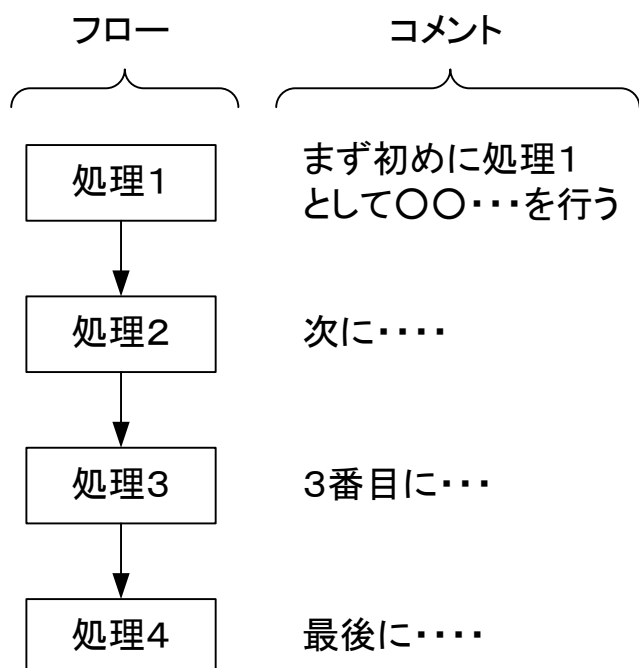 フロー
コメント
処理１
まず初めに処理１
として〇〇・・・を行う
処理２
次に・・・・
処理３
３番目に・・・
処理４
最後に・・・・